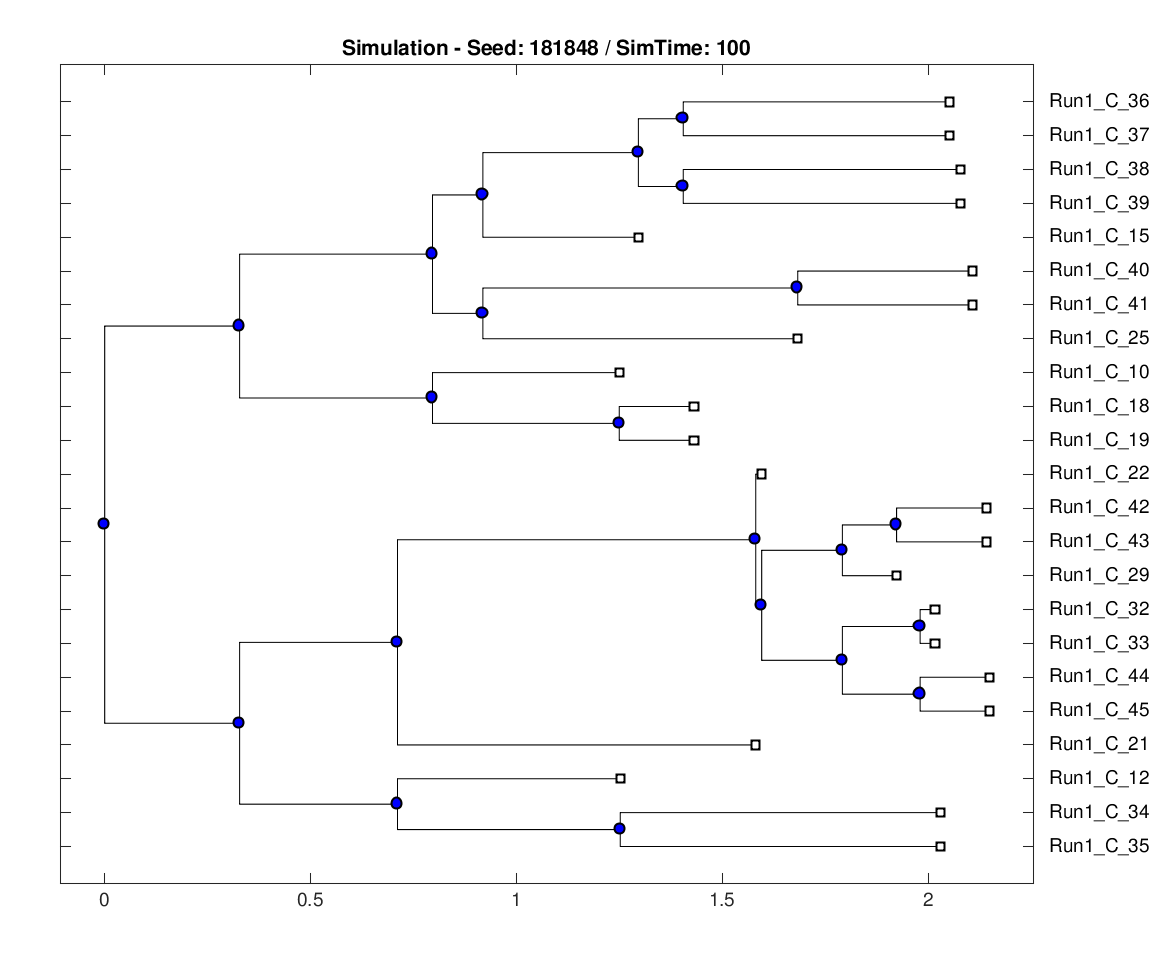 Simulation - Seed: 181848 / SimTime: 100
Run1_C_36
Run1_C_37
Run1_C_38
Run1_C_39
Run1_C_15
Run1_C_40
Run1_C_41
Run1_C_25
Run1_C_10
Run1_C_18
Run1_C_19
Run1_C_22
Run1_C_42
Run1_C_43
Run1_C_29
Run1_C_32
Run1_C_33
Run1_C_44
Run1_C_45
Run1_C_21
Run1_C_12
Run1_C_34
Run1_C_35
0 0.5 1 1.5 2